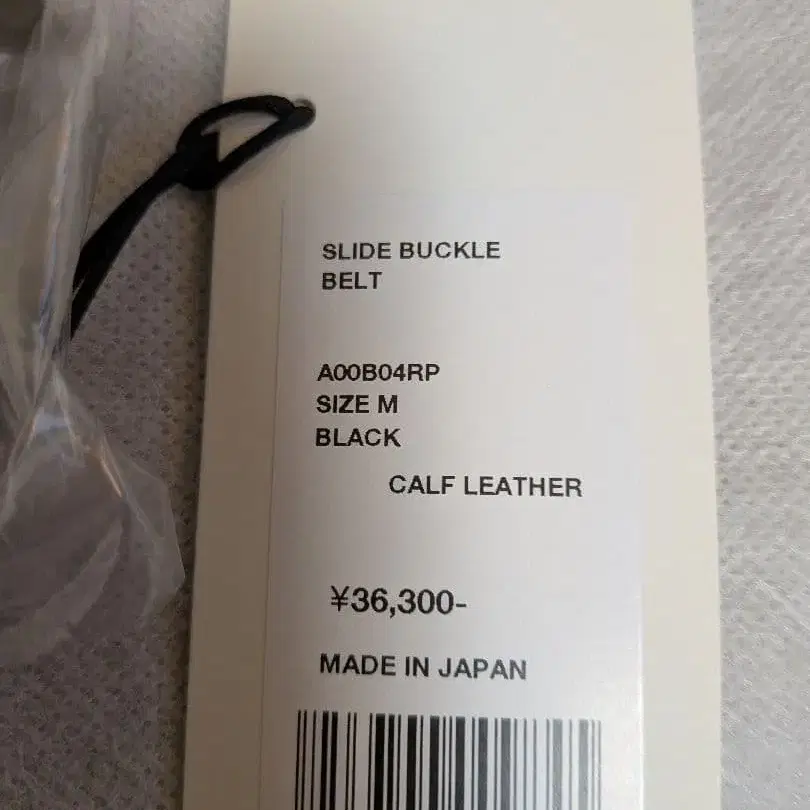 SLIDE BUCKLE
BELT
A00B04RP
SIZE M
BLACK
CALF LEATHER
¥36,300-
MADE IN JAPAN